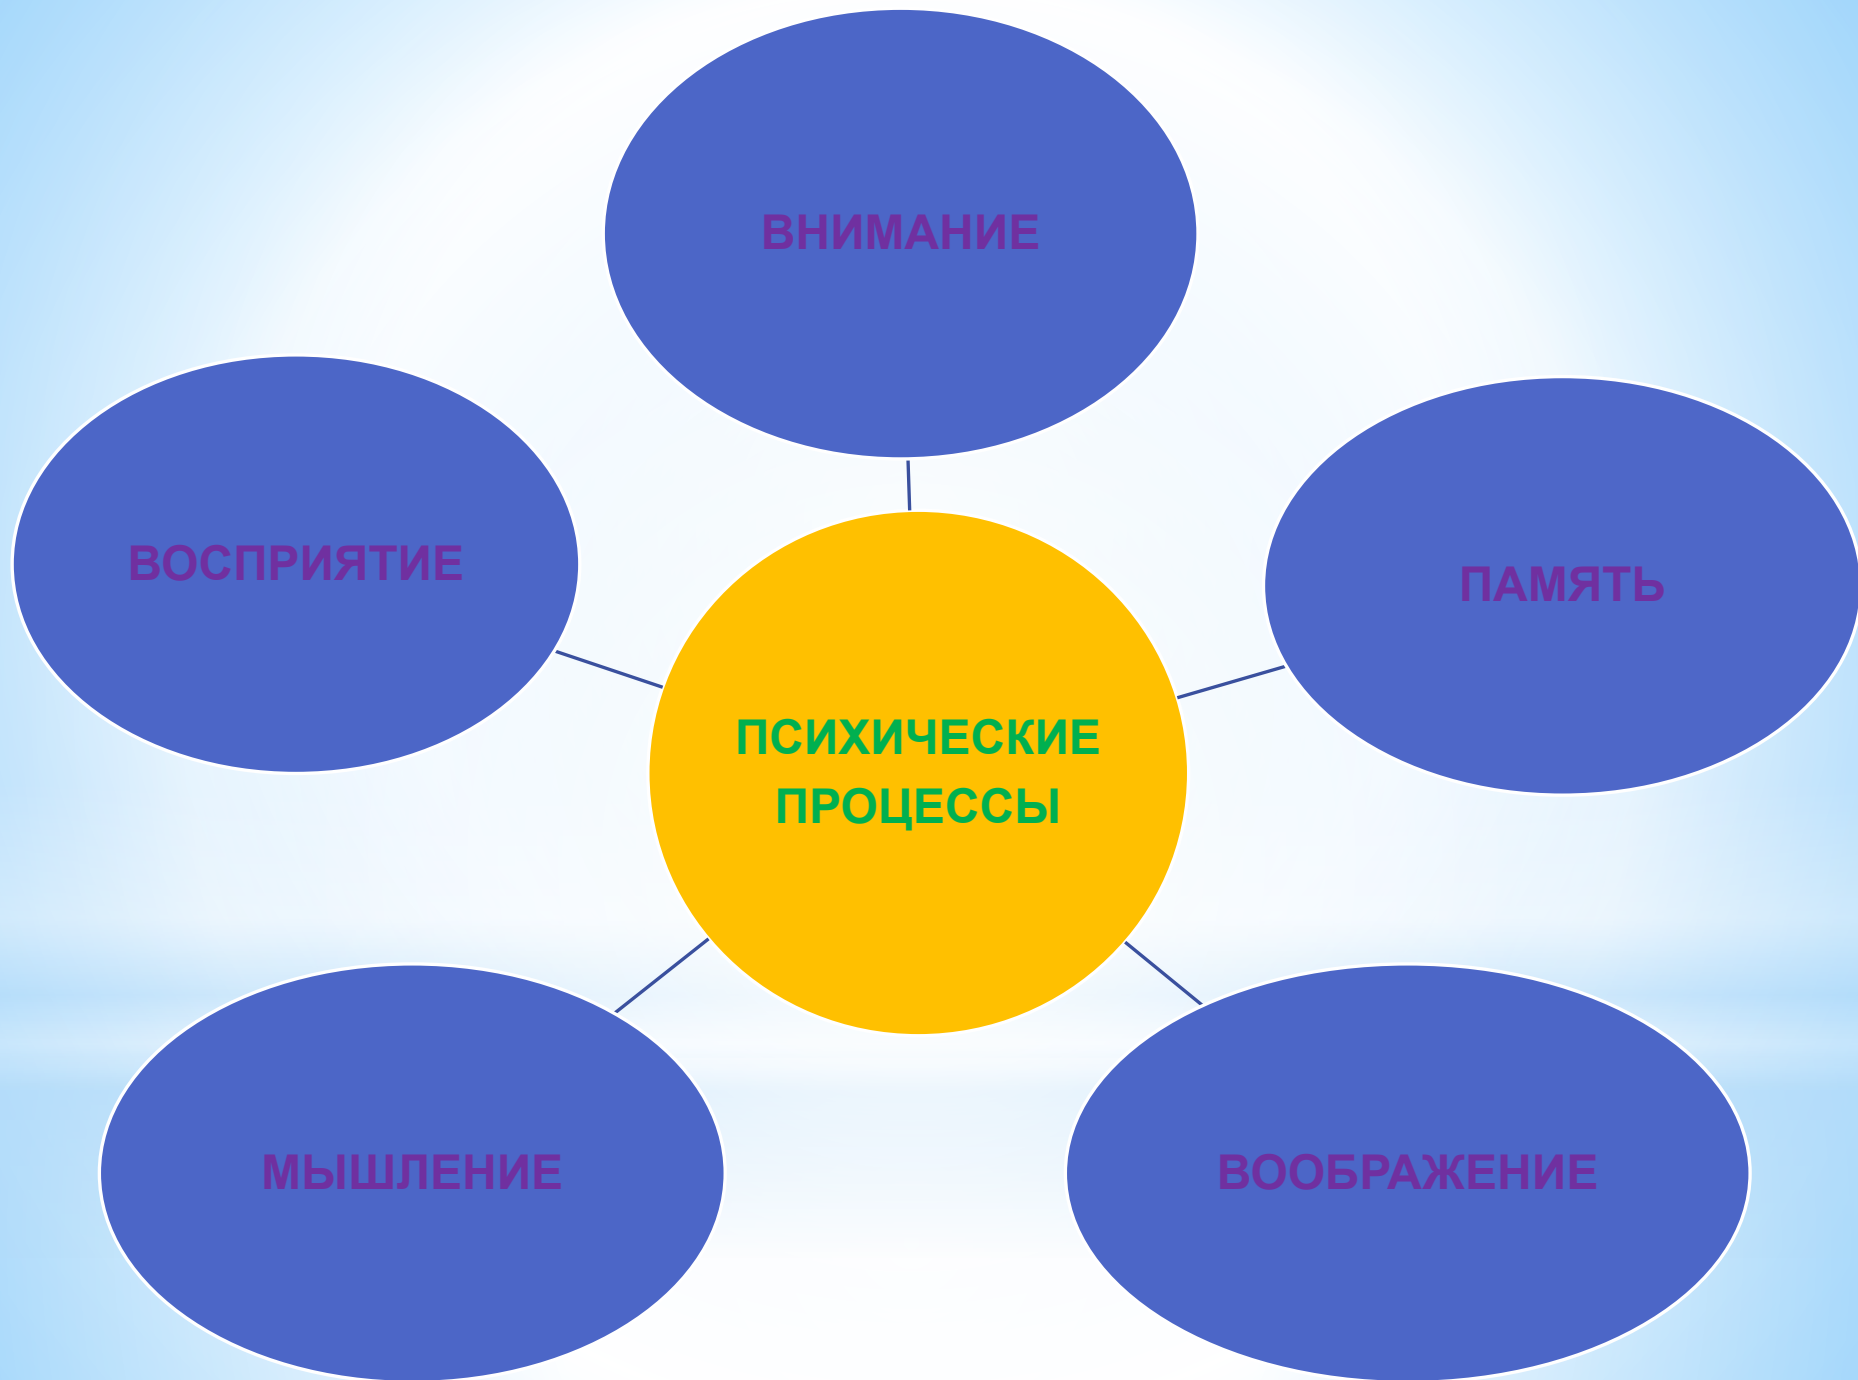 ВНИМАНИЕ
ВОСПРИЯТИЕ
ПАМЯТЬ
ПСИХИЧЕСКИЕ
ПРОЦЕССЫ
МЫШЛЕНИЕ
ВООБРАЖЕНИЕ